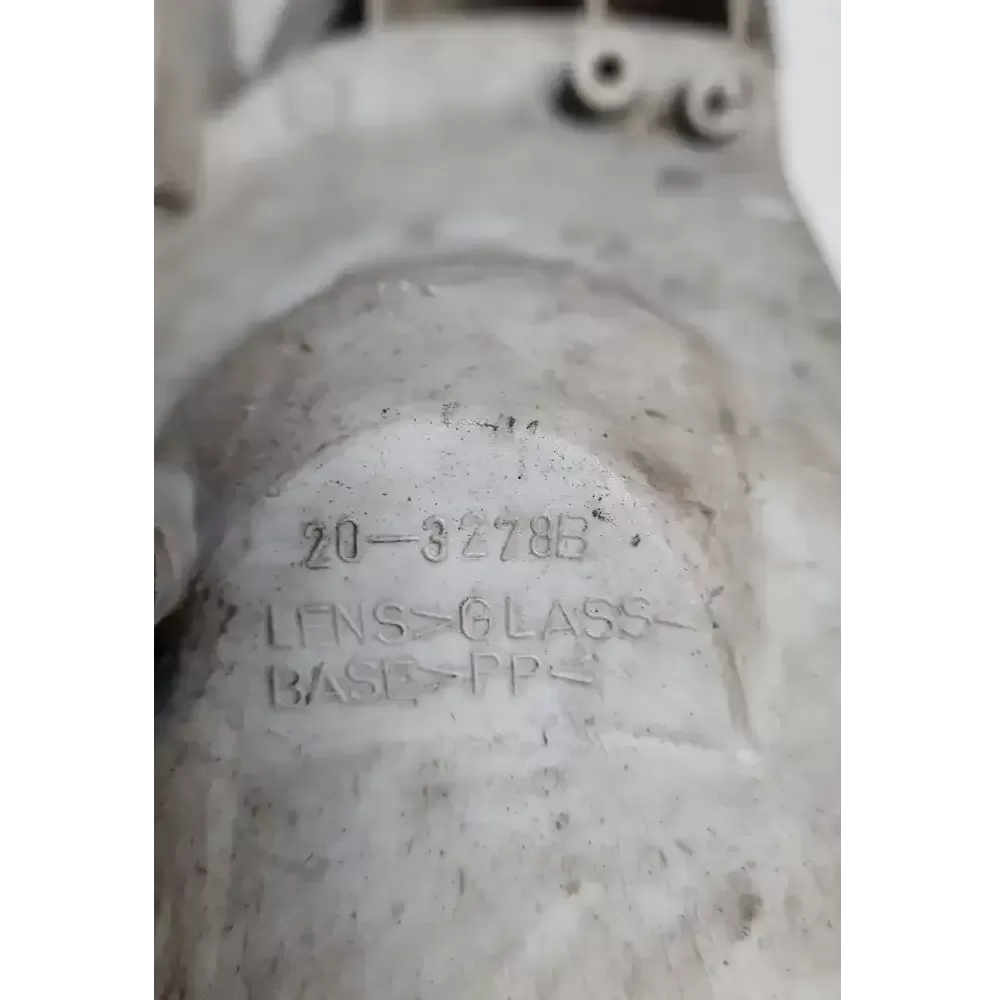 20-3278B
LENS>GLASS<
BASE>PP<